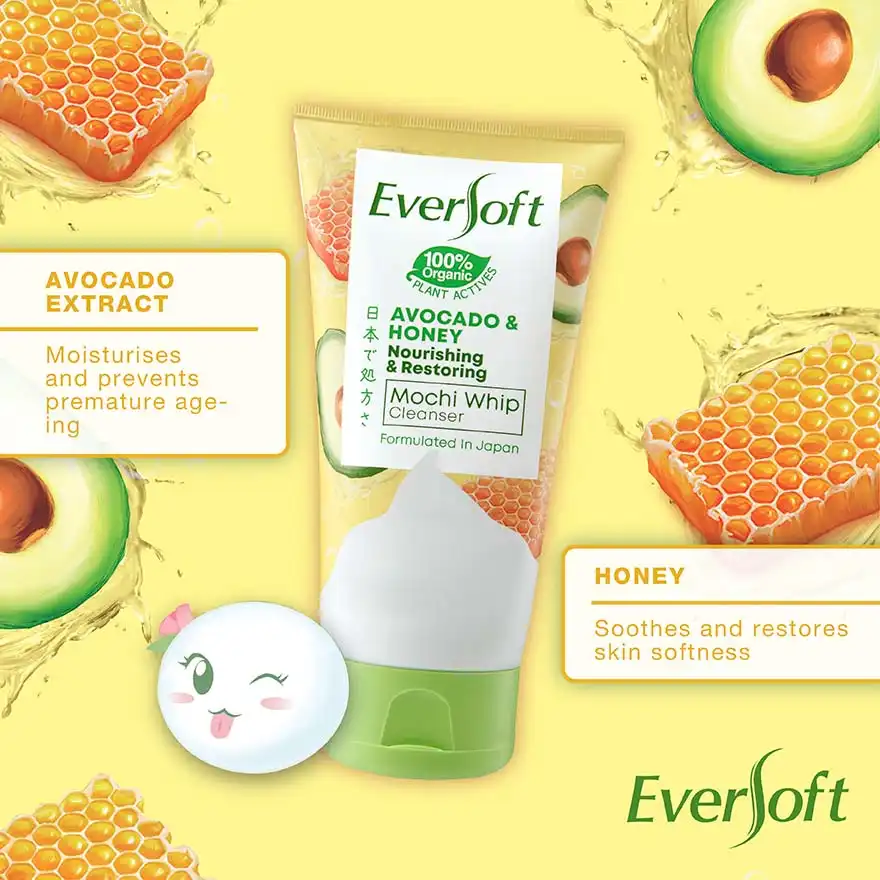 EverSoft
100%
Organic
PLANT ACTIVES
日本で処方さ
AVOCADO &
HONEY
Nourishing
& Restoring
Mochi Whip
Cleanser
Formulated In Japan
AVOCADO
EXTRACT
Moisturises
and prevents
premature age-
ing
HONEY
Soothes and restores
skin softness
EverSoft